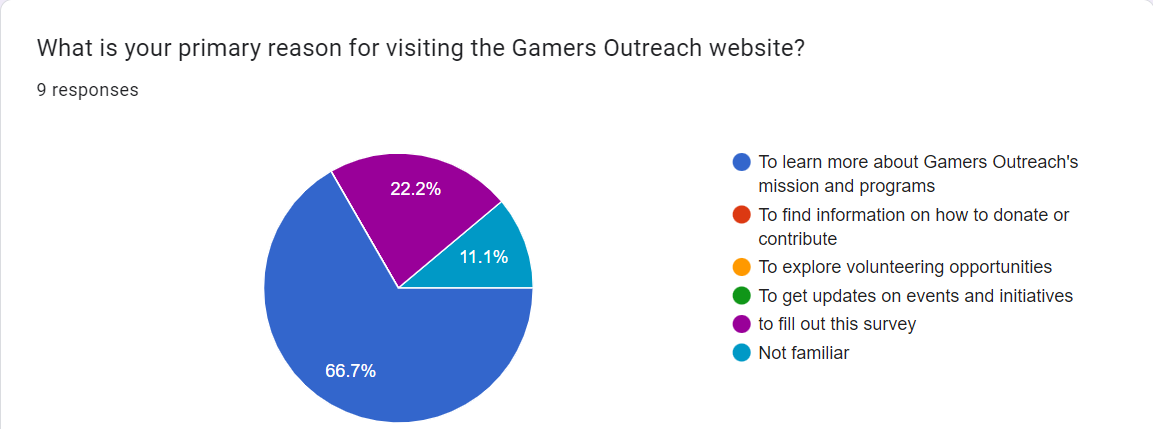 What is your primary reason for visiting the Gamers Outreach website?
9 responses
22.2%
11.1%
66.7%
To learn more about Gamers Outreach's
mission and programs
To find information on how to donate or
contribute
To explore volunteering opportunities
To get updates on events and initiatives
to fill out this survey
Not familiar